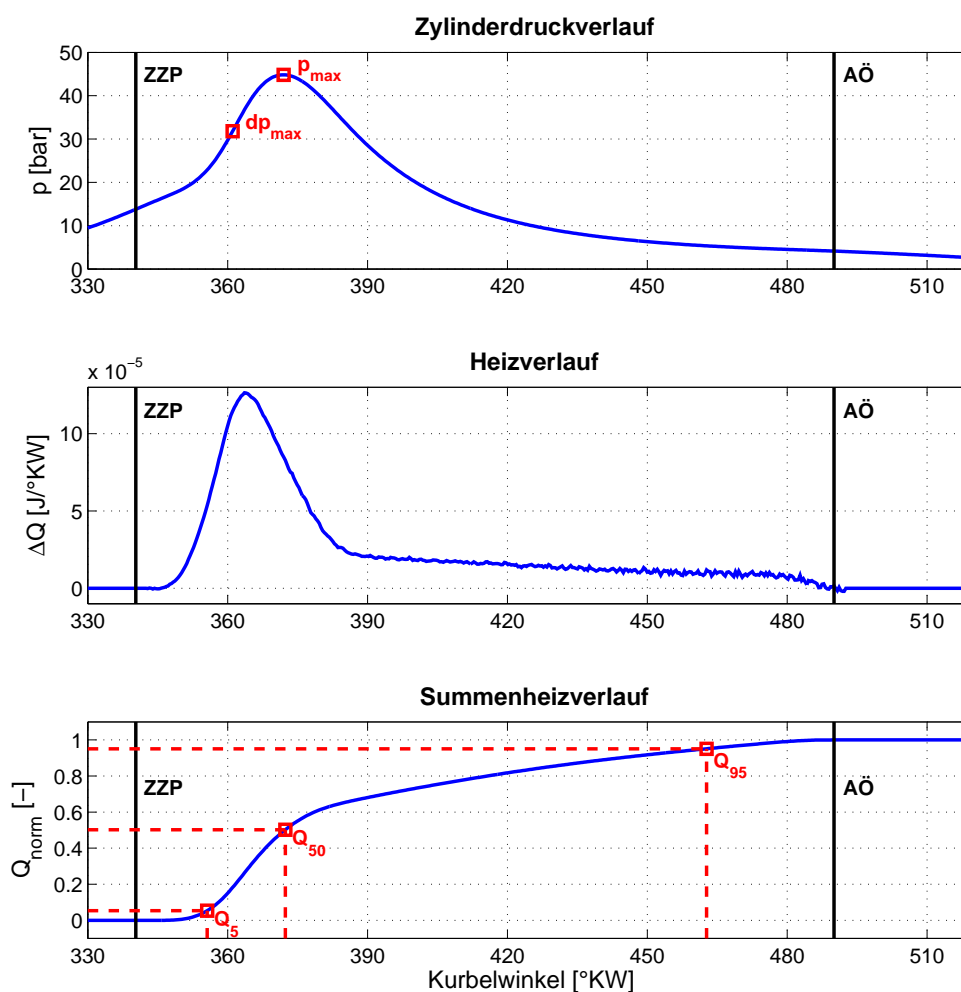 Zylinderdruckverlauf
50
40
30
20
10
0
p [bar]
ZZP
p_max
dp_max
AÖ
330 360 390 420 450 480 510
Heizverlauf
x 10^−5
10
5
0
ΔQ [J/°KW]
ZZP
AÖ
330 360 390 420 450 480 510
Summenheizverlauf
1
0.8
0.6
0.4
0.2
0
Q_norm [−]
ZZP
Q_95
AÖ
Q_50
Q_5
330 360 390 420 450 480 510
Kurbelwinkel [°KW]